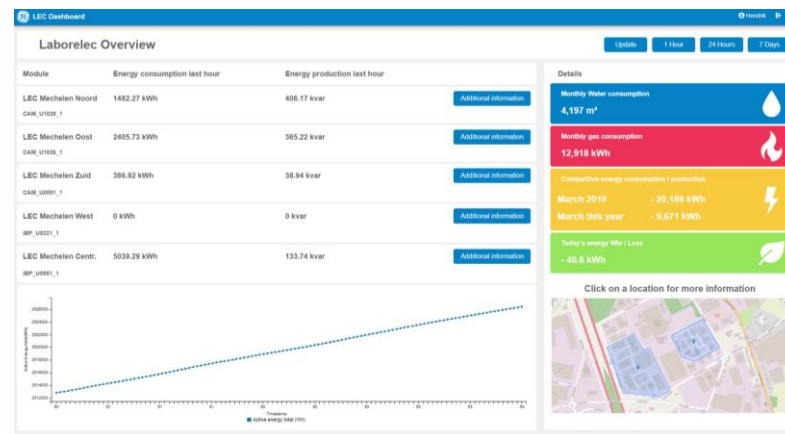 LEC Dashboard
Hendrik
Laborelec Overview
Update
1 Hour
24 Hours
7 Days
Module Energy consumption last hour Energy production last hour
LEC Mechelen Noord 1482.27 kWh 406.17 kvar Additional information
CAM_U1025_1
LEC Mechelen Oost 2405.73 kWh 365.22 kvar Additional information
LEC Mechelen Zuid 386.92 kWh 38.94 kvar Additional information
CAM_U0591_1
LEC Mechelen West 0 kWh 0 kvar Additional information
IBP_U0221_1
LEC Mechelen Centr. 5039.29 kWh 133.74 kvar Additional information
IBP_U0551_1
Active energy total (Wh)
Details
Monthly Water consumption
4,197 m³
Monthly gas consumption
12,918 kWh
Comparitive energy consumption / production
March 2019 - 20,189 kWh
March this year - 9,671 kWh
Today's energy Win / Loss
- 40.6 kWh
Click on a location for more information